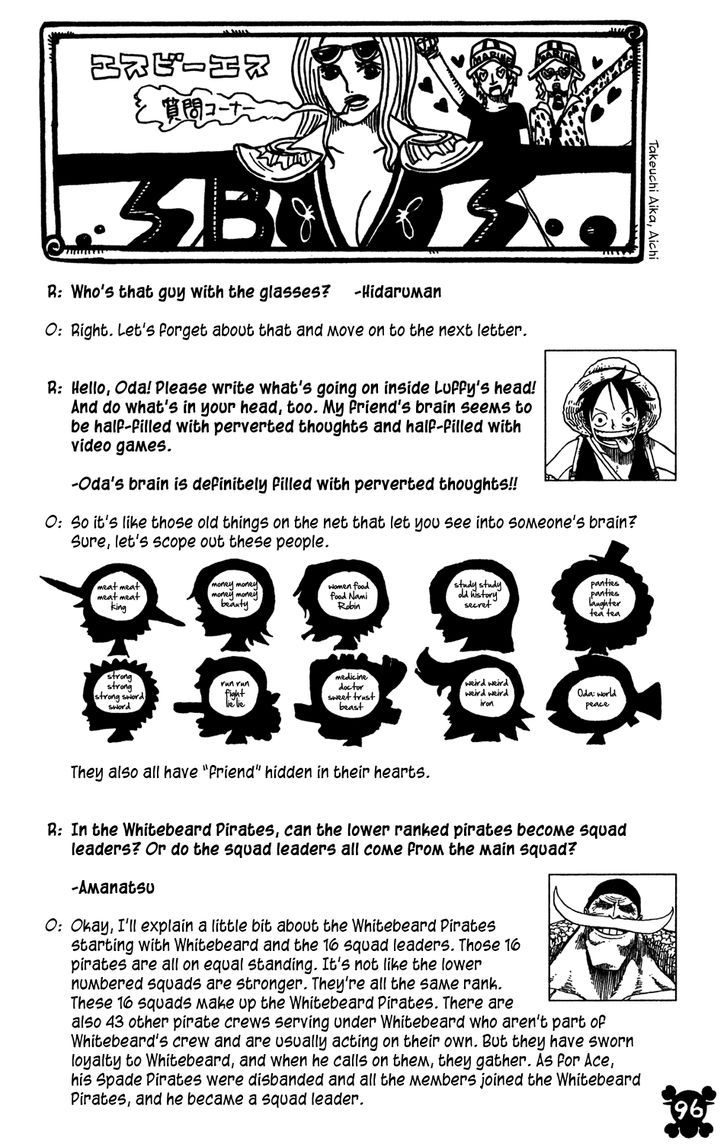 エスビーエス
質問コーナー
MARINE
MARINE
SBS
Takeuchi Aika, Aichi
R: Who's that guy with the glasses? -Hidaruman
O: Right. Let's forget about that and move on to the next letter.
R: Hello, Oda! Please write what's going on inside Luffy's head!
And do what's in your head, too. My friend's brain seems to
be half-filled with perverted thoughts and half-filled with
video games.
-Oda's brain is definitely filled with perverted thoughts!!
O: So it's like those old things on the net that let you see into someone's brain?
Sure, let's scope out these people.
meat meat
meat meat
king
money money
money money
beauty
women food
food Nami
Robin
study study
old history
secret
panties
panties
laughter
tea tea
strong
strong
strong sword
sword
run run
fight
lie lie
medicine
doctor
sweet trust
beast
weird weird
weird weird
iron
Oda: world
peace
They also all have "friend" hidden in their hearts.
R: In the Whitebeard Pirates, can the lower ranked pirates become squad
leaders? Or do the squad leaders all come from the main squad?
-Amanatsu
O: Okay, I'll explain a little bit about the Whitebeard Pirates
starting with Whitebeard and the 16 squad leaders. Those 16
pirates are all on equal standing. It's not like the lower
numbered squads are stronger. They're all the same rank.
These 16 squads make up the Whitebeard Pirates. There are
also 43 other pirate crews serving under Whitebeard who aren't part of
Whitebeard's crew and are usually acting on their own. But they have sworn
loyalty to Whitebeard, and when he calls on them, they gather. As for Ace,
his Spade Pirates were disbanded and all the members joined the Whitebeard
Pirates, and he became a squad leader.
96